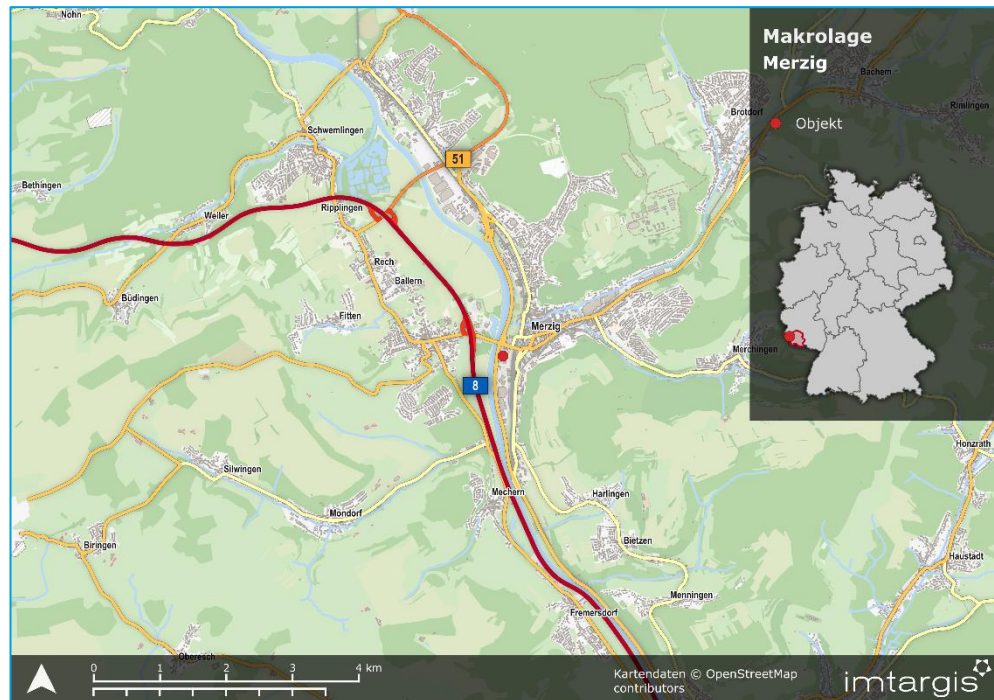 Nohn
Makrolage
Merzig
Bachem
Rimlingen
Brotdorf
Objekt
Schwemlingen
51
Bethingen
Ripplingen
Weiler
Rech
Ballern
Büdingen
Fitten
Merzig
Merchingen
8
Honzrath
Silwingen
Mechern
Harlingen
Mondorf
Biringen
Bietzen
Haustadt
Menningen
Fremersdorf
Oberesch
0 1 2 3 4 km
Kartendaten © OpenStreetMap
contributors
imtargis